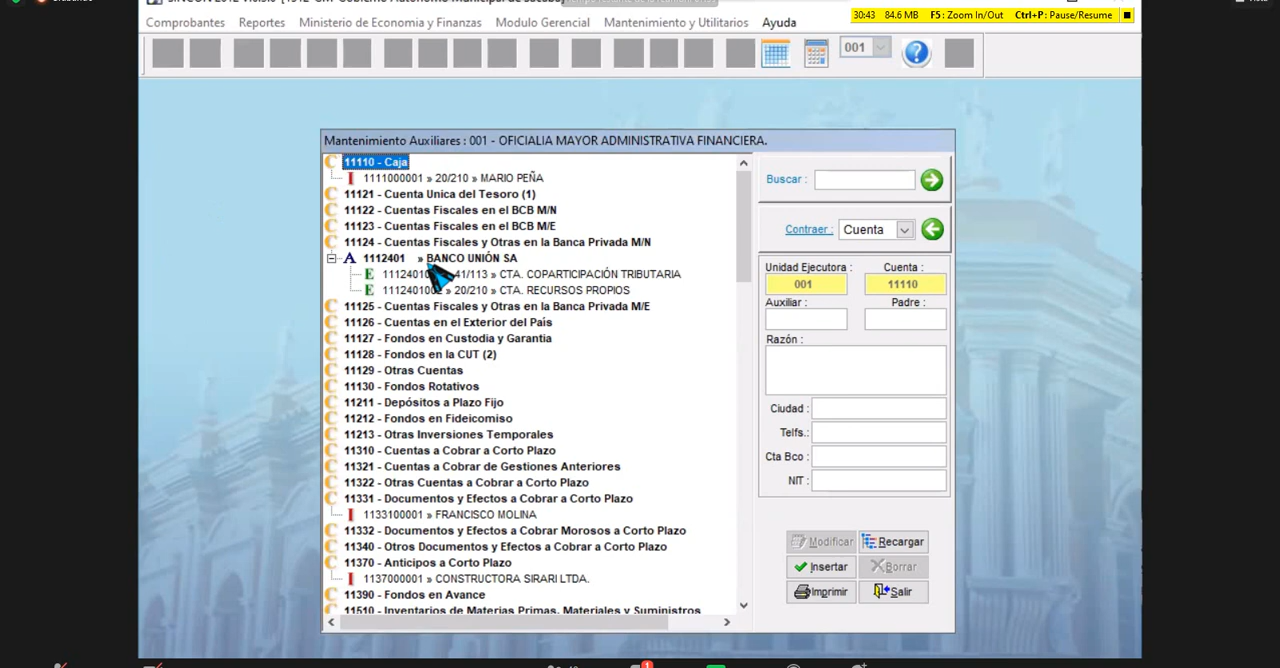 Comprobantes Reportes Ministerio de Economia y Finanzas Modulo Gerencial Mantenimiento y Utilitarios Ayuda
30:43 84.6 MB F5: Zoom In/Out Ctrl+P: Pause/Resume
001
Mantenimiento Auxiliares : 001 - OFICIALIA MAYOR ADMINISTRATIVA FINANCIERA.
C 11110 - Caja
I 1111000001 » 20/210 » MARIO PEÑA
C 11121 - Cuenta Unica del Tesoro (1)
C 11122 - Cuentas Fiscales en el BCB M/N
C 11123 - Cuentas Fiscales en el BCB M/E
C 11124 - Cuentas Fiscales y Otras en la Banca Privada M/N
A 1112401 » BANCO UNIÓN SA
E 41/113 » CTA. COPARTICIPACIÓN TRIBUTARIA
E » 20/210 » CTA. RECURSOS PROPIOS
C 11125 - Cuentas Fiscales y Otras en la Banca Privada M/E
C 11126 - Cuentas en el Exterior del País
C 11127 - Fondos en Custodia y Garantia
C 11128 - Fondos en la CUT (2)
C 11129 - Otras Cuentas
C 11130 - Fondos Rotativos
C 11211 - Depósitos a Plazo Fijo
C 11212 - Fondos en Fideicomiso
C 11213 - Otras Inversiones Temporales
C 11310 - Cuentas a Cobrar a Corto Plazo
C 11321 - Cuentas a Cobrar de Gestiones Anteriores
C 11322 - Otras Cuentas a Cobrar a Corto Plazo
C 11331 - Documentos y Efectos a Cobrar a Corto Plazo
I 1133100001 » FRANCISCO MOLINA
C 11332 - Documentos y Efectos a Cobrar Morosos a Corto Plazo
C 11340 - Otros Documentos y Efectos a Cobrar a Corto Plazo
C 11370 - Anticipos a Corto Plazo
I 1137000001 » CONSTRUCTORA SIRARI LTDA.
C 11390 - Fondos en Avance
C 11510 - Inventarios de Materias Primas, Materiales y Suministros
Buscar :
Contraer : Cuenta
Unidad Ejecutora : Cuenta :
001 11110
Auxiliar : Padre :
Razón :
Ciudad :
Telfs.:
Cta Bco :
NIT :
Modificar Recargar
Insertar Borrar
Imprimir Salir
1